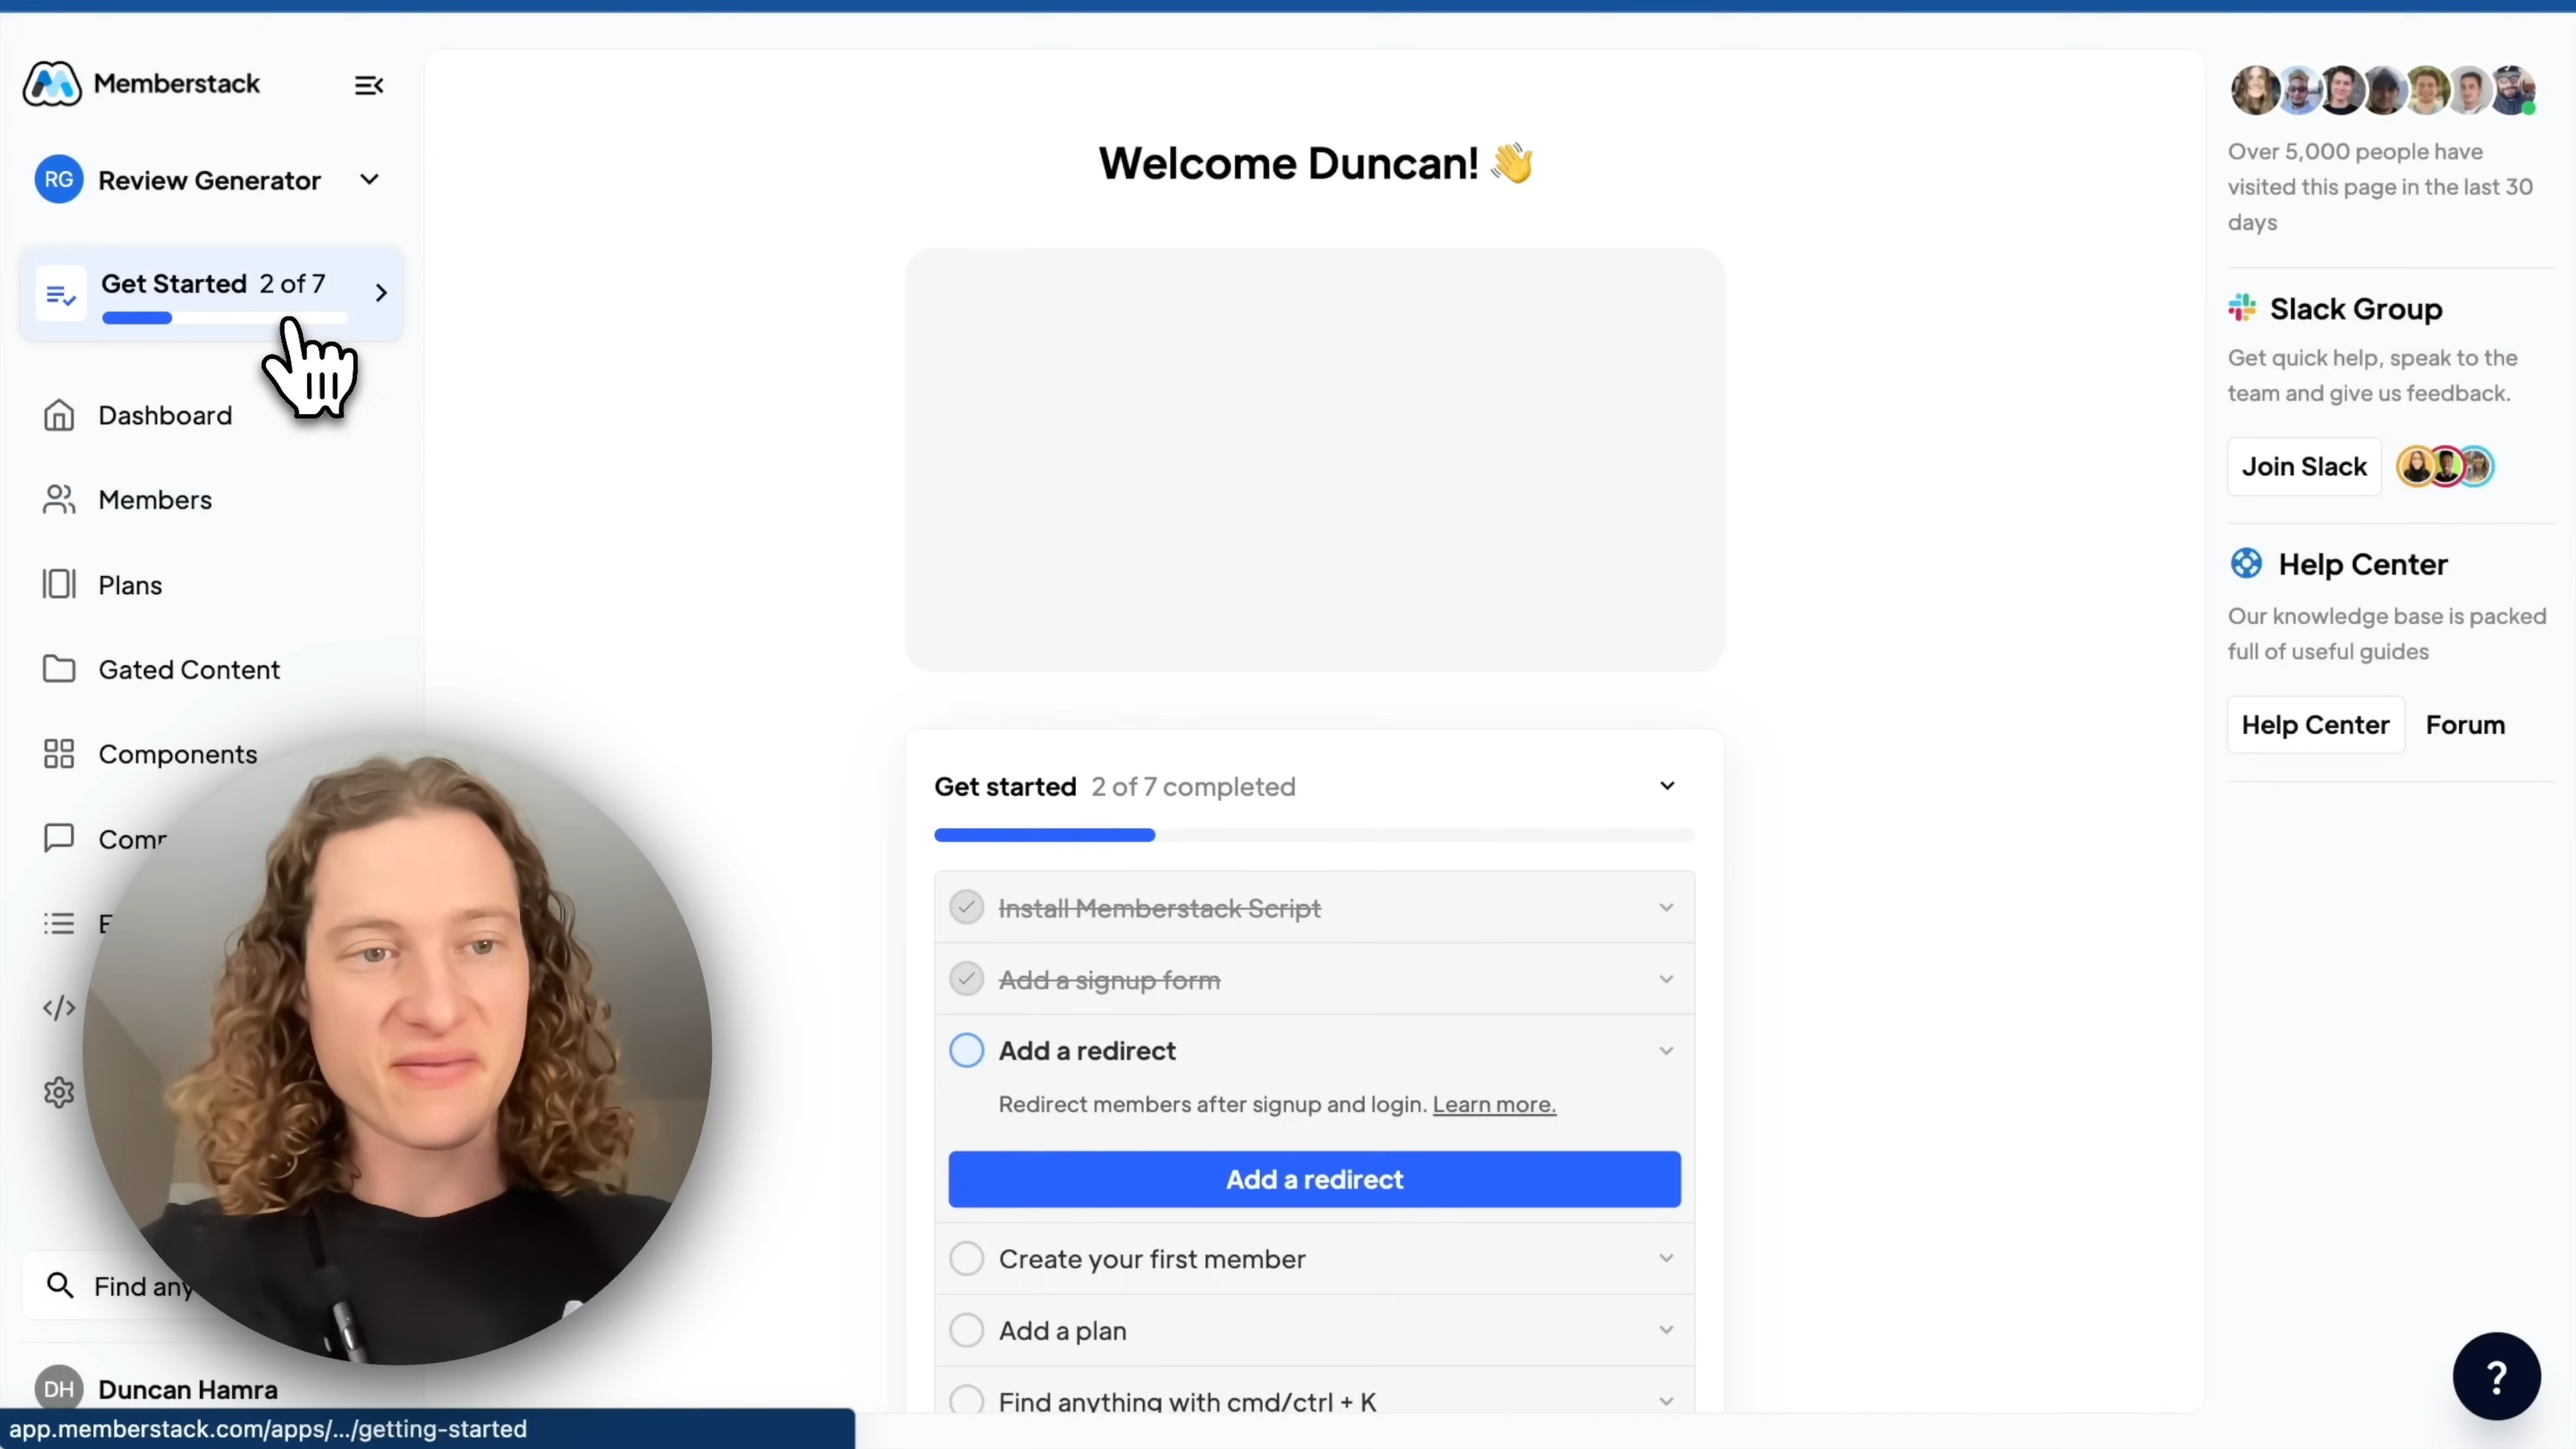 Memberstack
RG Review Generator
Get Started 2 of 7
Dashboard
Members
Plans
Gated Content
Components
Find any
DH Duncan Hamra
app.memberstack.com/apps/.../getting-started
Welcome Duncan! 👋
Get started 2 of 7 completed
Install Memberstack Script
Add a signup form
Add a redirect
Redirect members after signup and login. Learn more.
Add a redirect
Create your first member
Add a plan
Find anything with cmd/ctrl + K
Over 5,000 people have
visited this page in the last 30
days
Slack Group
Get quick help, speak to the
team and give us feedback.
Join Slack
Help Center
Our knowledge base is packed
full of useful guides
Help Center Forum
?